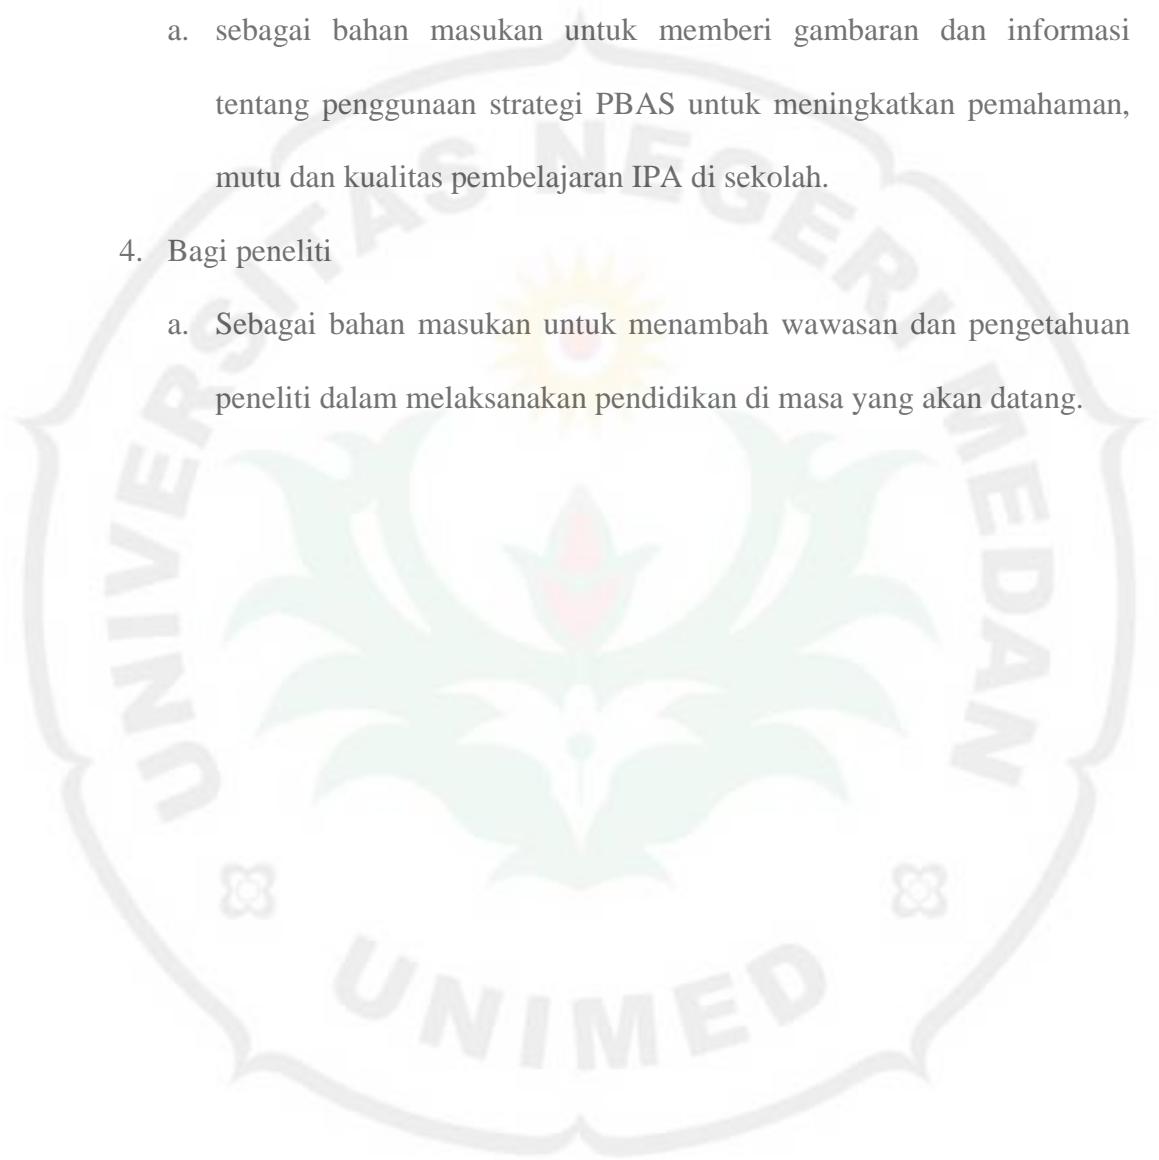 a. sebagai bahan masukan untuk memberi gambaran dan informasi
tentang penggunaan strategi PBAS untuk meningkatkan pemahaman,
mutu dan kualitas pembelajaran IPA di sekolah.
4. Bagi peneliti
a. Sebagai bahan masukan untuk menambah wawasan dan pengetahuan
peneliti dalam melaksanakan pendidikan di masa yang akan datang.
UNIVERSITAS NEGERI MEDAN
UNIMED